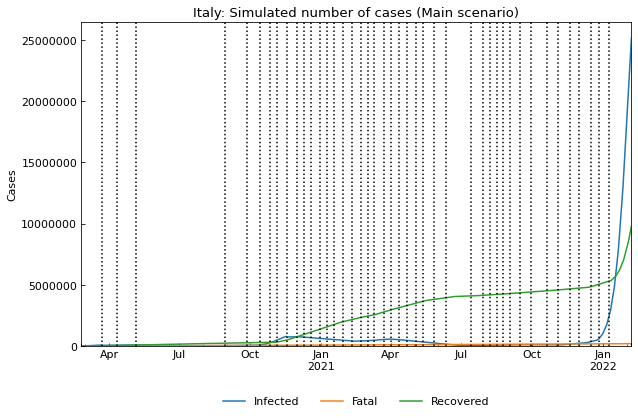 Italy: Simulated number of cases (Main scenario)
25000000
20000000
15000000
10000000
5000000
0
Cases
Apr Jul Oct Jan Apr Jul Oct Jan
2021 2022
Infected Fatal Recovered